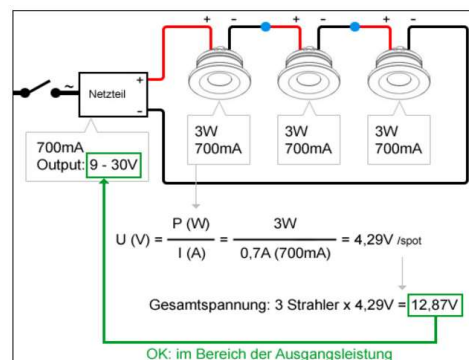 + - + - + -
~ Netzteil + -
3W
700mA
3W
700mA
3W
700mA
700mA
Output: 9 - 30V
U (V) = P (W) / I (A) = 3W / 0,7A (700mA) = 4,29V /spot
Gesamtspannung: 3 Strahler x 4,29V = 12,87V
OK: im Bereich der Ausgangsleistung